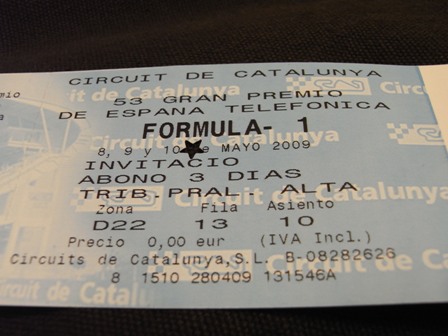 CIRCUIT DE CATALUNYA
53 GRAN PREMIO
DE ESPAÑA TELEFONICA
FORMULA- 1
8, 9 y 10 de MAYO 2009
INVITACIO
ABONO 3 DIAS
TRIB.PRAL ALTA
Zona Fila Asiento
D22 13 10
Precio 0,00 eur (IVA Incl.)
Circuits de Catalunya,S.L. B-08282626
8 1510 280409 131546A